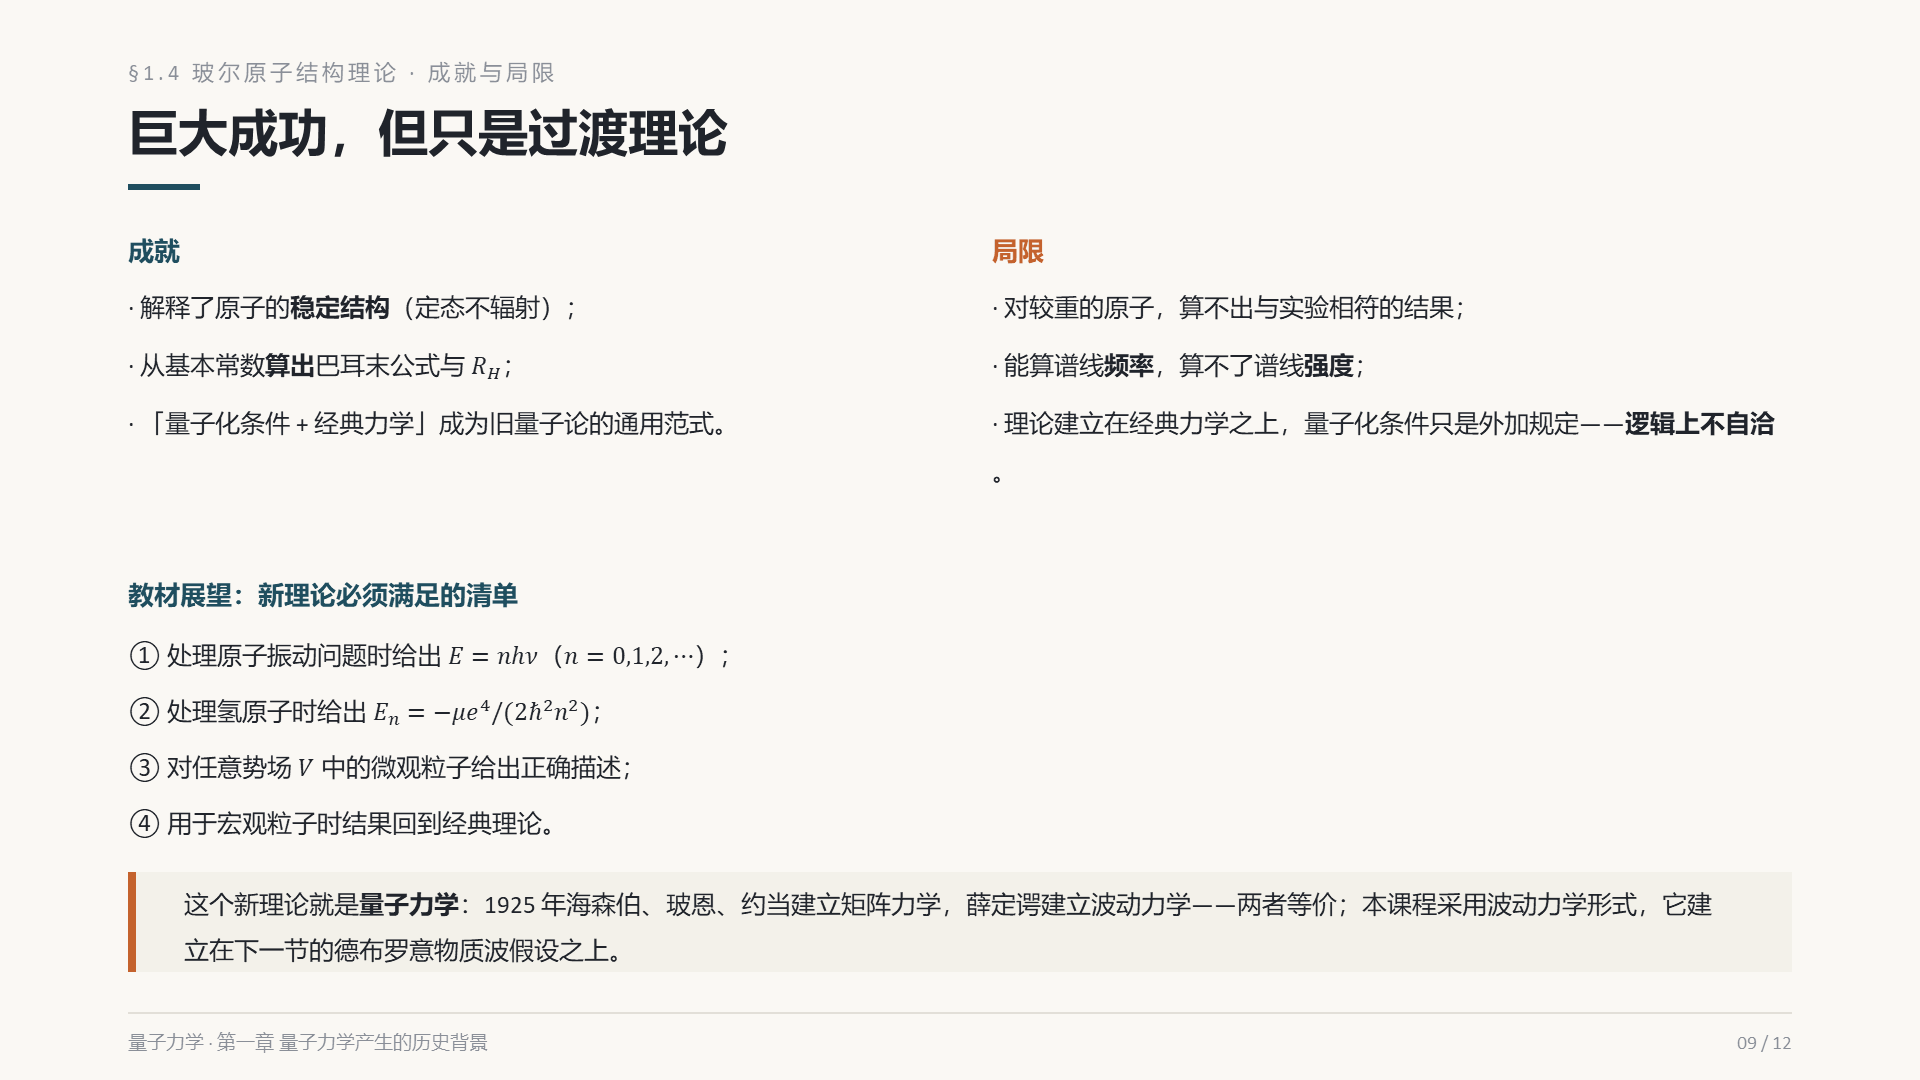 §1.4 玻尔原子结构理论 · 成就与局限
巨大成功，但只是过渡理论
成就
· 解释了原子的稳定结构（定态不辐射）；
· 从基本常数算出巴耳末公式与 R_H；
· 「量子化条件 + 经典力学」成为旧量子论的通用范式。
局限
· 对较重的原子，算不出与实验相符的结果；
· 能算谱线频率，算不了谱线强度；
· 理论建立在经典力学之上，量子化条件只是外加规定——逻辑上不自洽
。
教材展望：新理论必须满足的清单
① 处理原子振动问题时给出 E = nhν（n = 0,1,2,⋯）；
② 处理氢原子时给出 Eₙ = −μe⁴/(2ℏ²n²)；
③ 对任意势场 V 中的微观粒子给出正确描述；
④ 用于宏观粒子时结果回到经典理论。
这个新理论就是量子力学：1925 年海森伯、玻恩、约当建立矩阵力学，薛定谔建立波动力学——两者等价；本课程采用波动力学形式，它建
立在下一节的德布罗意物质波假设之上。
量子力学 · 第一章 量子力学产生的历史背景
09 / 12